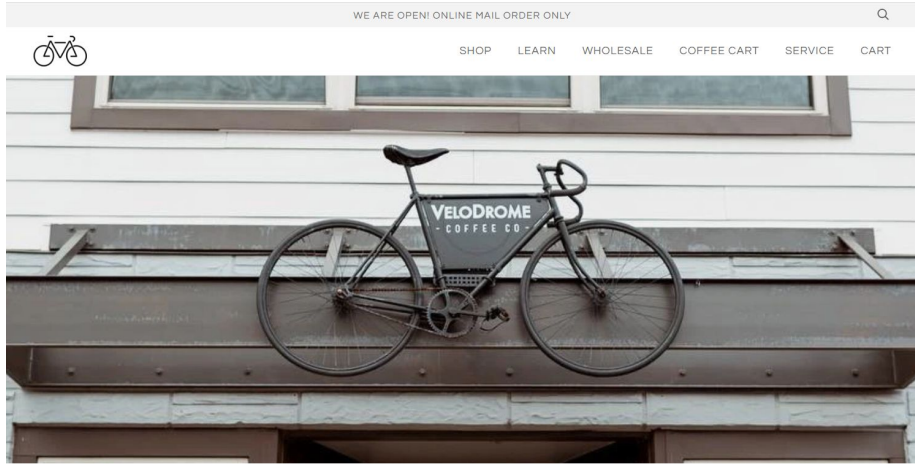 WE ARE OPEN! ONLINE MAIL ORDER ONLY
SHOP LEARN WHOLESALE COFFEE CART SERVICE CART
VELODROME
- COFFEE CO -